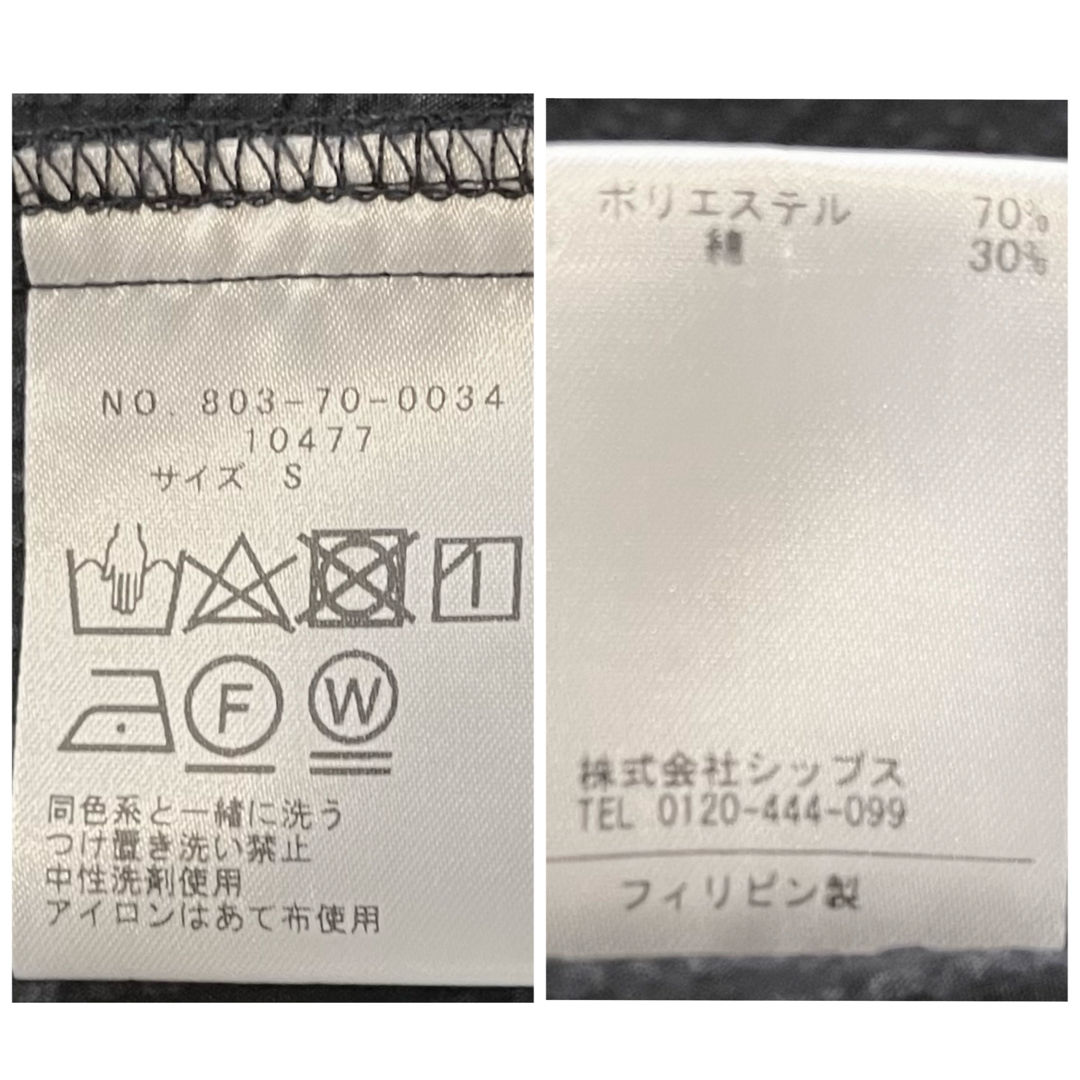 NO. 803-70-0034
10477
サイズ S
F
W
同色系と一緒に洗う
つけ置き洗い禁止
中性洗剤使用
アイロンはあて布使用
ポリエステル 70%
綿 30%
株式会社シップス
TEL 0120-444-099
フィリピン製